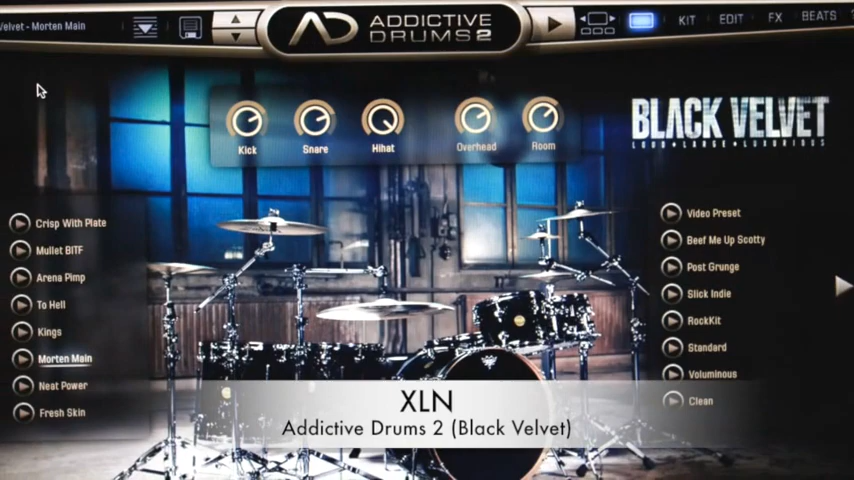 Velvet - Morten Main
ADDICTIVE
DRUMS 2
KIT
EDIT
FX
BEATS
Kick
Snare
Hihat
Overhead
Room
BLACK VELVET
LOUD • LARGE • LUXURIOUS
Crisp With Plate
Mullet BITF
Arena Pimp
To Hell
Kings
Morten Main
Neat Power
Fresh Skin
Video Preset
Beef Me Up Scotty
Post Grunge
Slick Indie
RocKit
Standard
Voluminous
Clean
XLN
Addictive Drums 2 (Black Velvet)